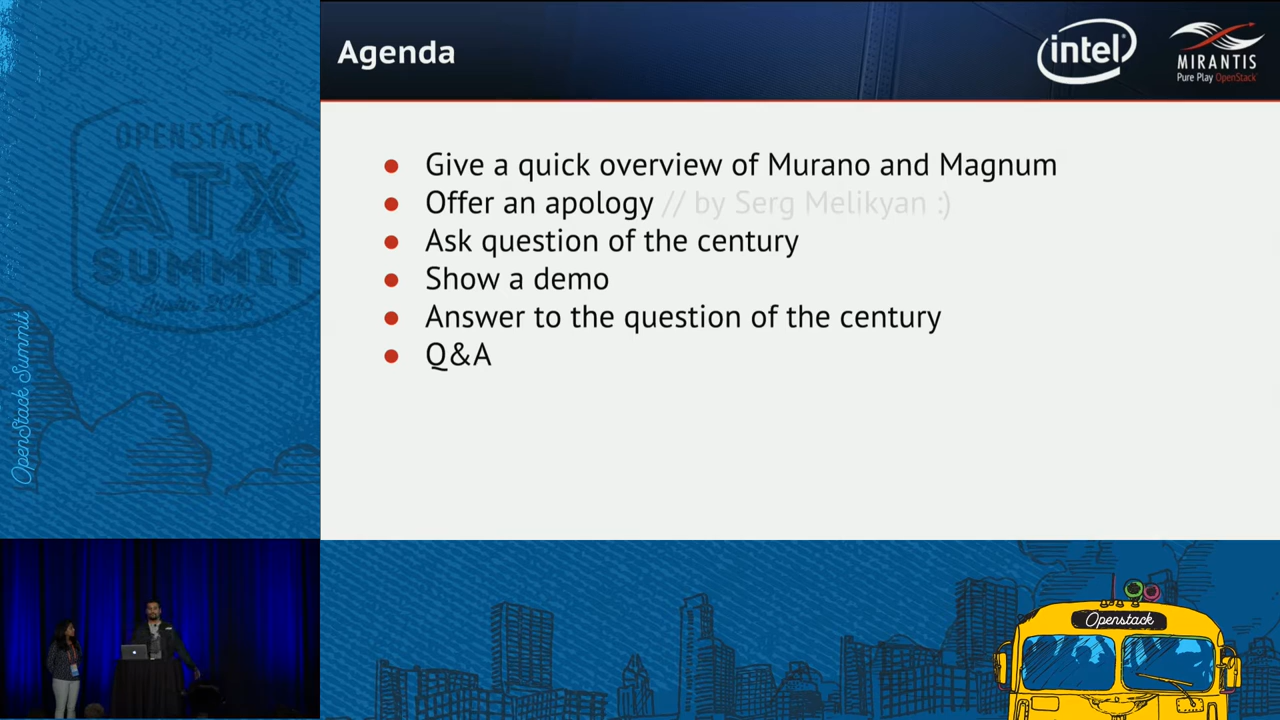 Agenda
intel
MIRANTIS
Pure Play OpenStack
Give a quick overview of Murano and Magnum
Offer an apology // by Serg Melikyan :)
Ask question of the century
Show a demo
Answer to the question of the century
Q&A
OPENSTACK
ATX
SUMMIT
Austin 2016
OpenStack Summit
Openstack